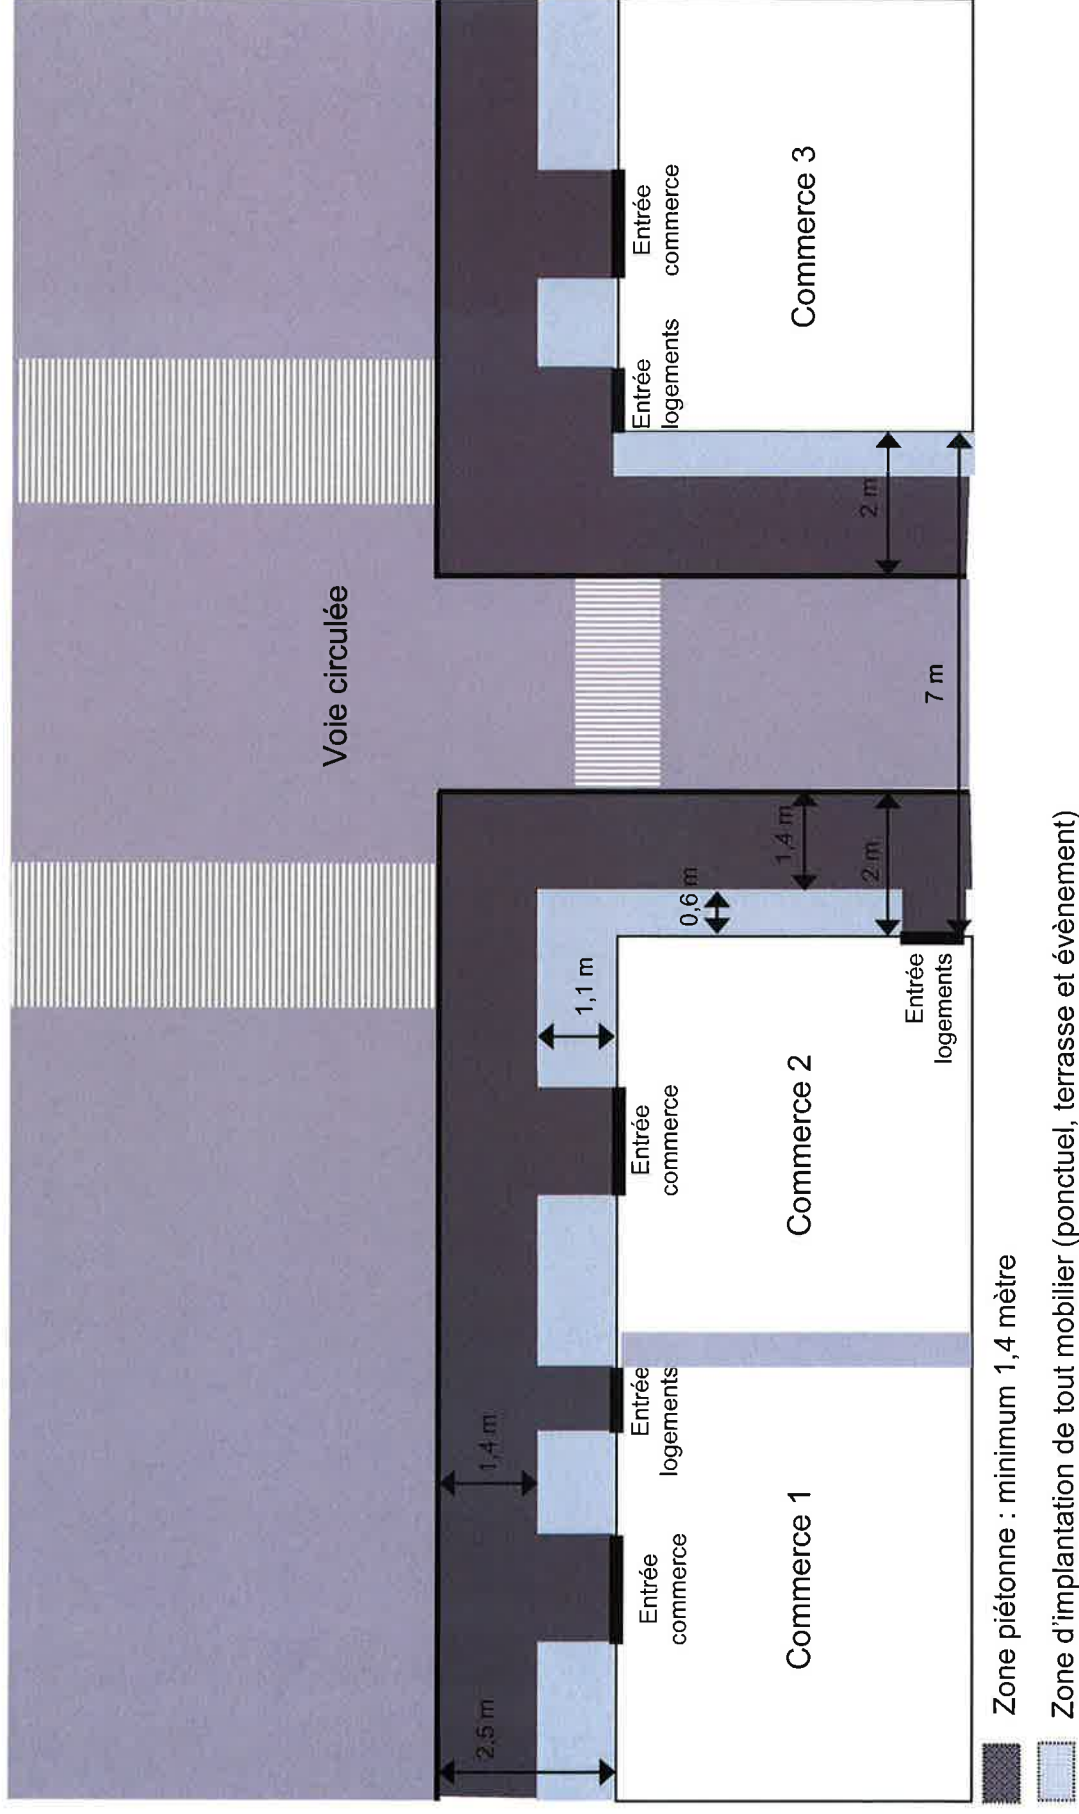 Voie circulée
2,5 m
1,4 m
1,1 m
0,6 m
1,4 m
2 m
2 m
7 m
Entrée
commerce
Entrée
logements
Entrée
commerce
Entrée
logements
Entrée
logements
Entrée
commerce
Commerce 1
Commerce 2
Commerce 3
Zone piétonne : minimum 1,4 mètre
Zone d'implantation de tout mobilier (ponctuel, terrasse et évènement)